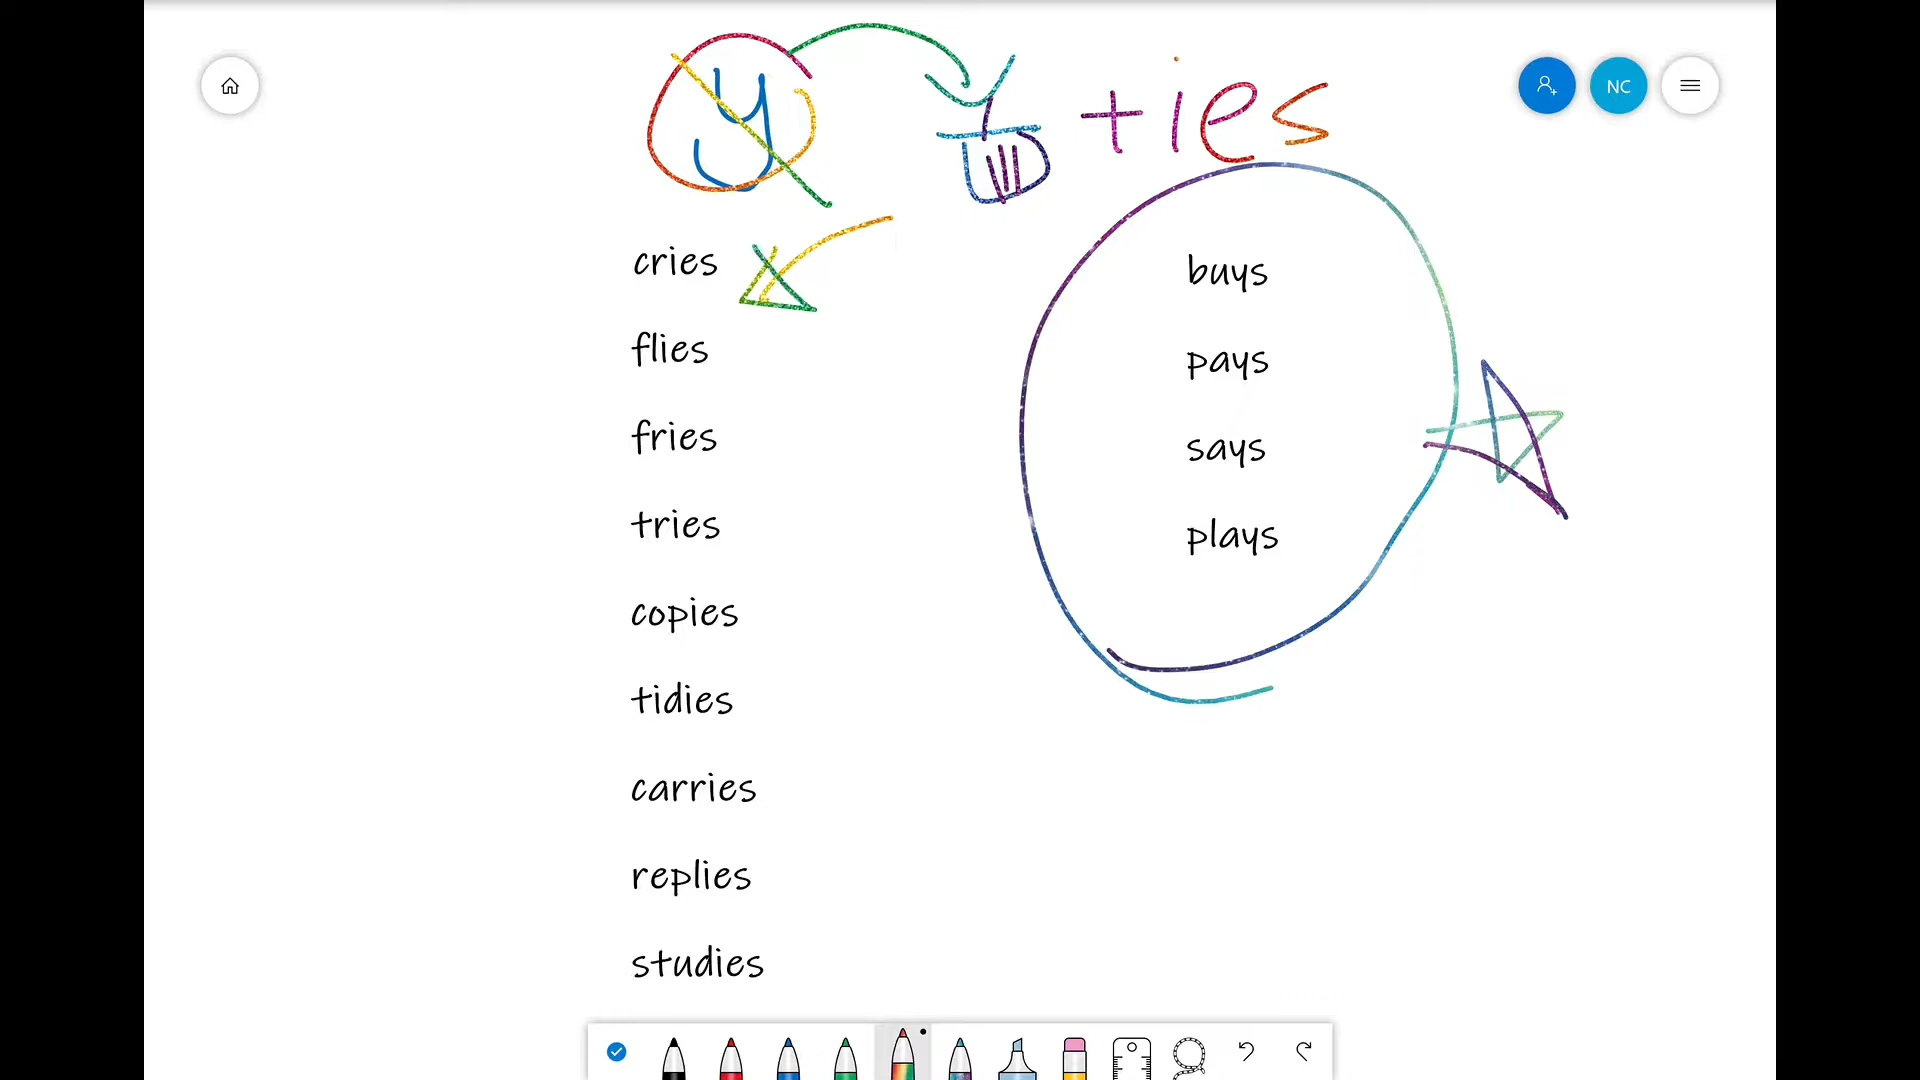 y + ies
NC
cries
flies
fries
tries
copies
tidies
carries
replies
studies
buys
pays
says
plays